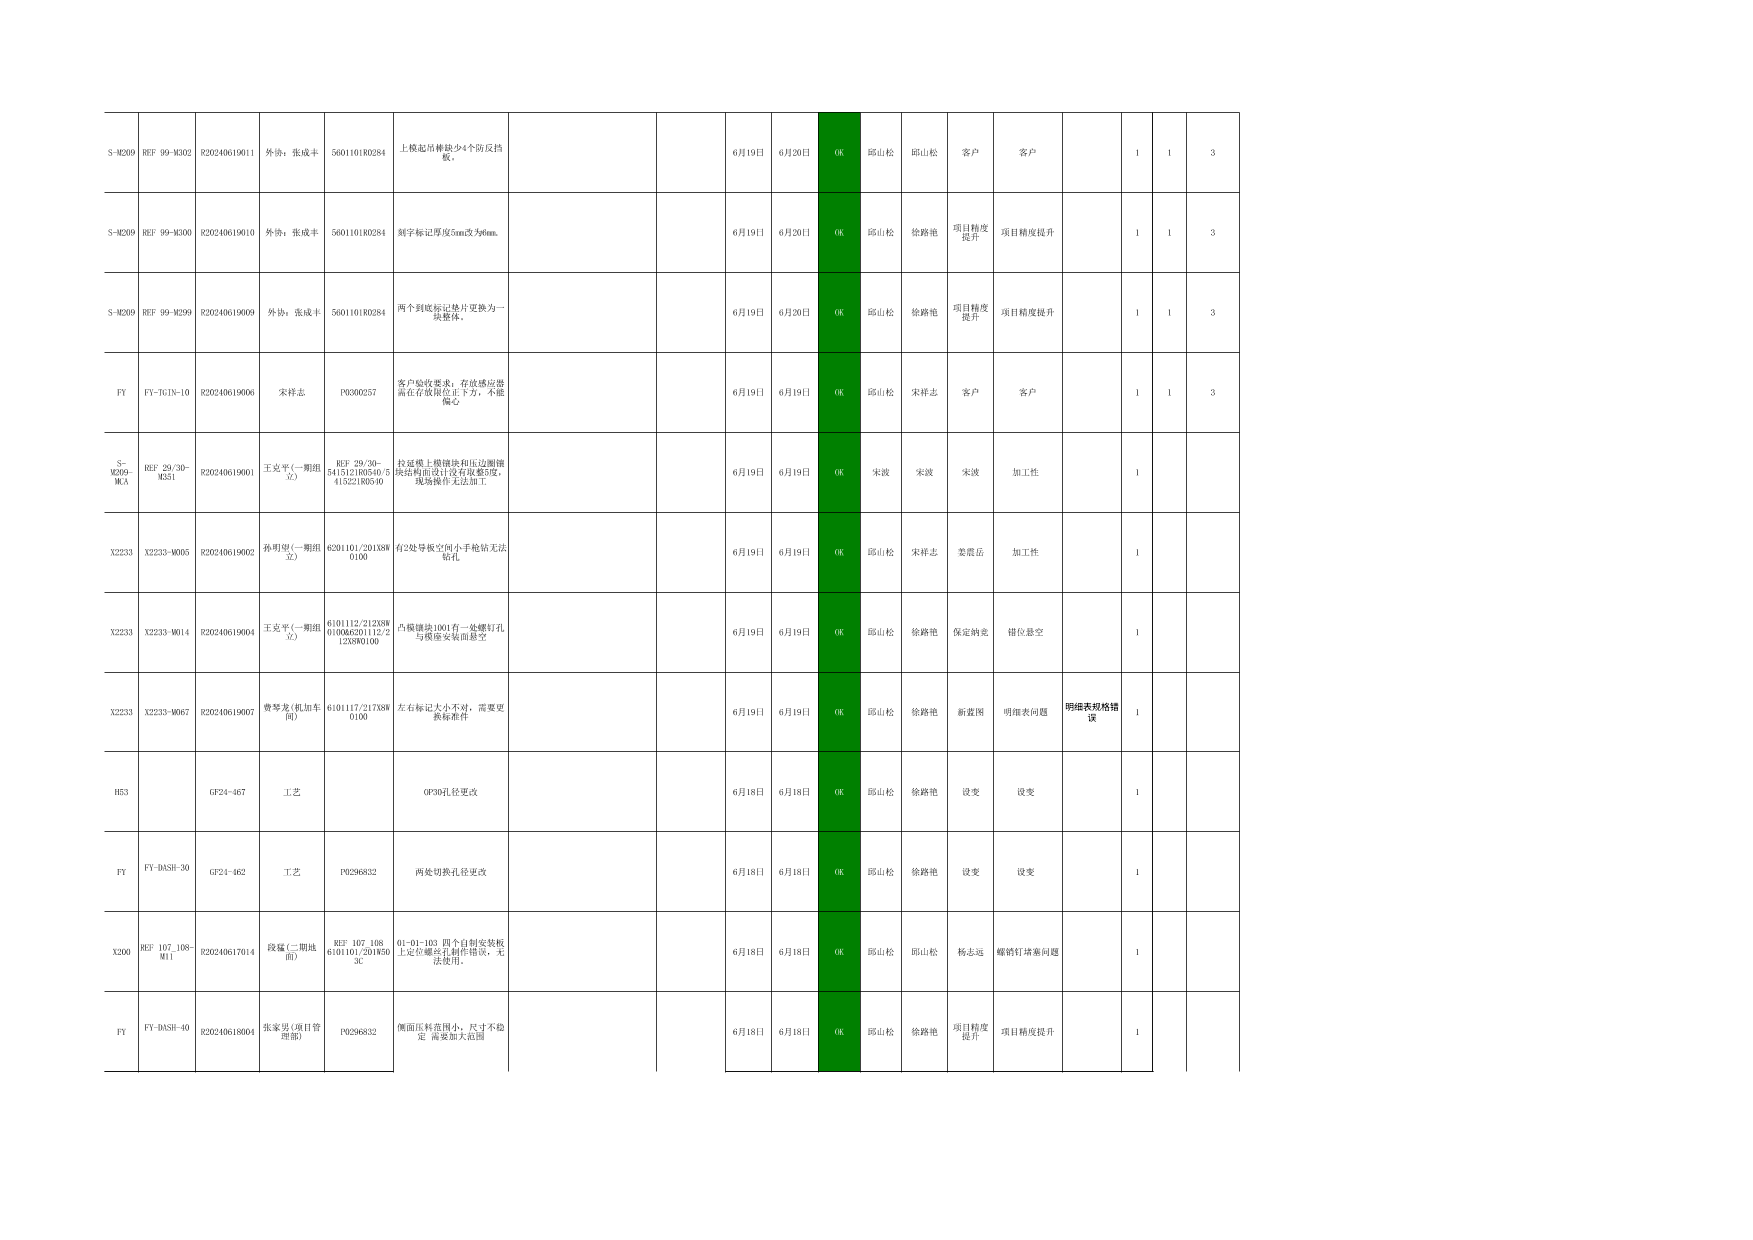 S-M209 REF 99-M302 R20240619011 外协：张成丰 5601101R0284 上模起吊棒缺少4个防反挡板。 6月19日 6月20日 OK 邱山松 邱山松 客户 客户 1 1 3
S-M209 REF 99-M300 R20240619010 外协：张成丰 5601101R0284 刻字标记厚度5mm改为6mm。 6月19日 6月20日 OK 邱山松 徐路艳 项目精度提升 项目精度提升 1 1 3
S-M209 REF 99-M299 R20240619009 外协：张成丰 5601101R0284 两个到底标记垫片更换为一块整体。 6月19日 6月20日 OK 邱山松 徐路艳 项目精度提升 项目精度提升 1 1 3
FY FY-TGIN-10 R20240619006 宋祥志 P0300257 客户验收要求：存放感应器需在存放限位正下方，不能偏心 6月19日 6月19日 OK 邱山松 宋祥志 客户 客户 1 1 3
S-M209-MCA REF 29/30-M351 R20240619001 王克平(一期组立) REF 29/30-5415121R0540/5415221R0540 拉延模上模镶块和压边圈镶块结构面设计没有取整5度，现场操作无法加工 6月19日 6月19日 OK 宋波 宋波 宋波 加工性 1
X2233 X2233-M005 R20240619002 孙明望(一期组立) 6201101/201X8W0100 有2处导板空间小手枪钻无法钻孔 6月19日 6月19日 OK 邱山松 宋祥志 姜震岳 加工性 1
X2233 X2233-M014 R20240619004 王克平(一期组立) 6101112/212X8W0100&6201112/212X8W0100 凸模镶块1001有一处螺钉孔与模座安装面悬空 6月19日 6月19日 OK 邱山松 徐路艳 保定纳竞 错位悬空 1
X2233 X2233-M067 R20240619007 费琴龙(机加车间) 6101117/217X8W0100 左右标记大小不对，需要更换标准件 6月19日 6月19日 OK 邱山松 徐路艳 新蓝图 明细表问题 明细表规格错误 1
H53 GF24-467 工艺 OP30孔径更改 6月18日 6月18日 OK 邱山松 徐路艳 设变 设变 1
FY FY-DASH-30 GF24-462 工艺 P0296832 两处切换孔径更改 6月18日 6月18日 OK 邱山松 徐路艳 设变 设变 1
X200 REF 107_108-M11 R20240617014 段猛(二期地面) REF 107_108 6101101/201W503C 01-01-103 四个自制安装板上定位螺丝孔制作错误，无法使用。 6月18日 6月18日 OK 邱山松 邱山松 杨志远 螺销钉堵塞问题 1
FY FY-DASH-40 R20240618004 张家男(项目管理部) P0296832 侧面压料范围小，尺寸不稳定 需要加大范围 6月18日 6月18日 OK 邱山松 徐路艳 项目精度提升 项目精度提升 1